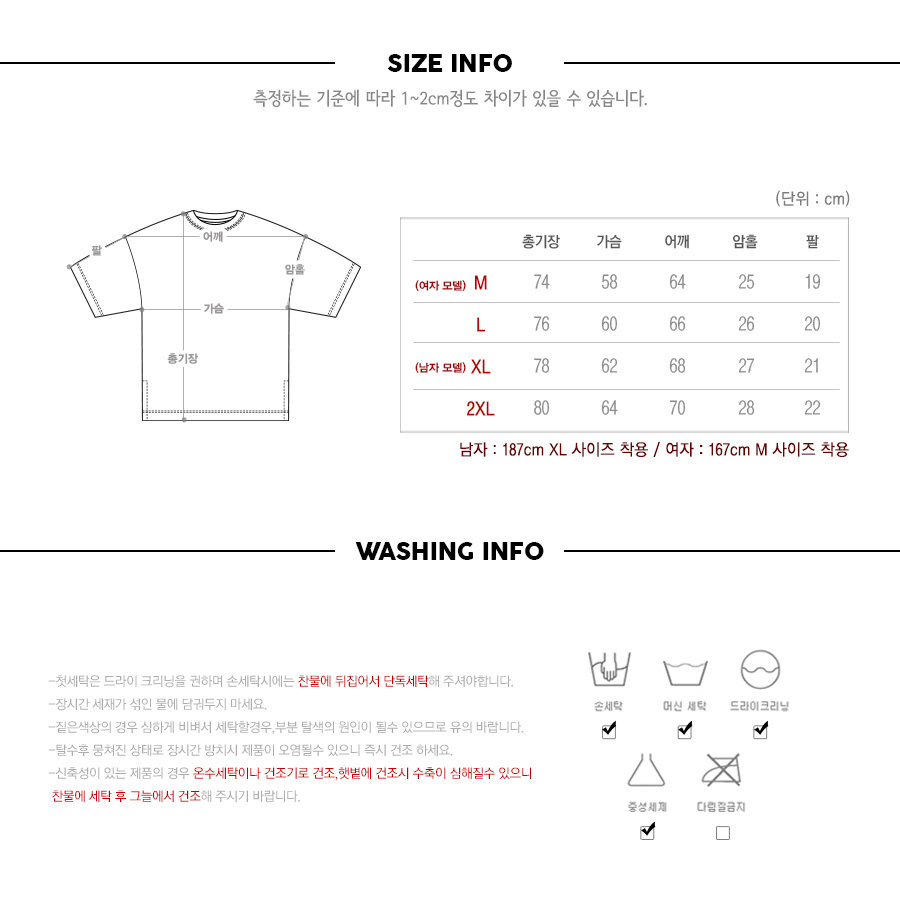 SIZE INFO
측정하는 기준에 따라 1~2cm정도 차이가 있을 수 있습니다.
(단위 : cm)
어깨
팔
암홀
가슴
총기장
총기장 가슴 어깨 암홀 팔
(여자 모델) M 74 58 64 25 19
L 76 60 66 26 20
(남자 모델) XL 78 62 68 27 21
2XL 80 64 70 28 22
남자 : 187cm XL 사이즈 착용 / 여자 : 167cm M 사이즈 착용
WASHING INFO
-첫세탁은 드라이 크리닝을 권하며 손세탁시에는 찬물에 뒤집어서 단독세탁해 주셔야합니다.
-장시간 세재가 섞인 물에 담궈두지 마세요.
-짙은색상의 경우 심하게 비벼서 세탁할경우,부분 탈색의 원인이 될수 있으므로 유의 바랍니다.
-탈수후 뭉쳐진 상태로 장시간 방치시 제품이 오염될수 있으니 즉시 건조 하세요.
-신축성이 있는 제품의 경우 온수세탁이나 건조기로 건조,햇볕에 건조시 수축이 심해질수 있으니
찬물에 세탁 후 그늘에서 건조해 주시기 바랍니다.
손세탁 머신 세탁 드라이크리닝
중성세제 다림질금지